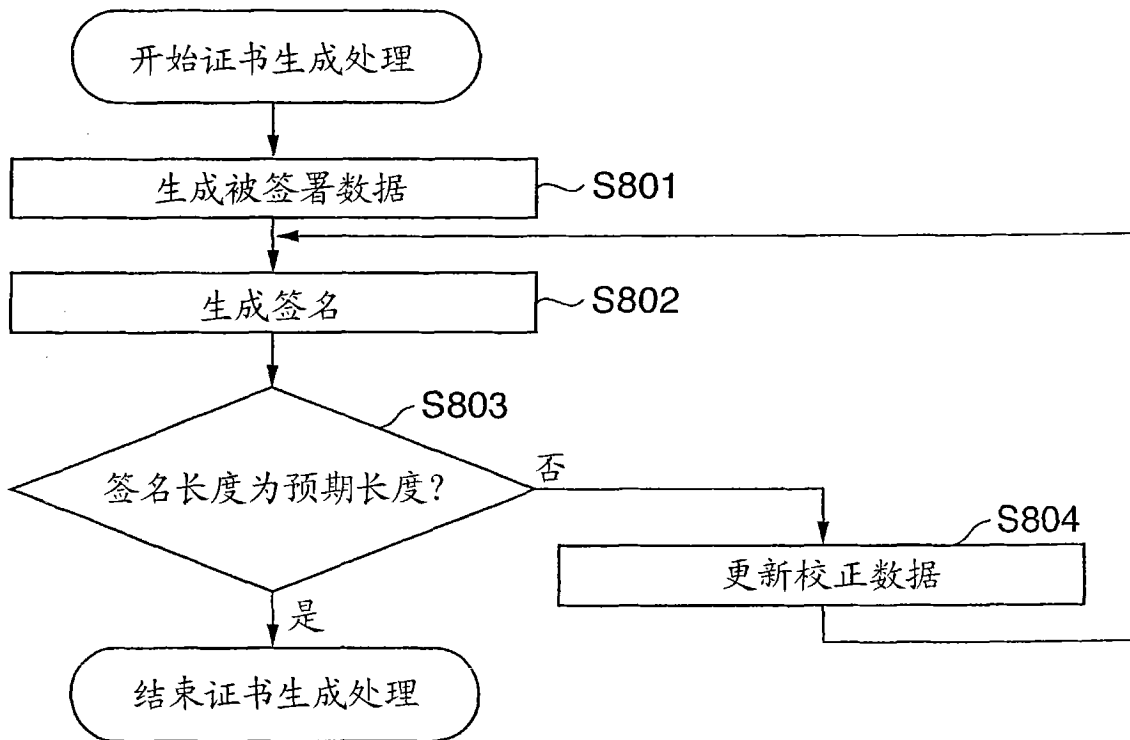 开始证书生成处理
生成被签署数据
S801
生成签名
S802
S803
签名长度为预期长度?
否
S804
更新校正数据
是
结束证书生成处理